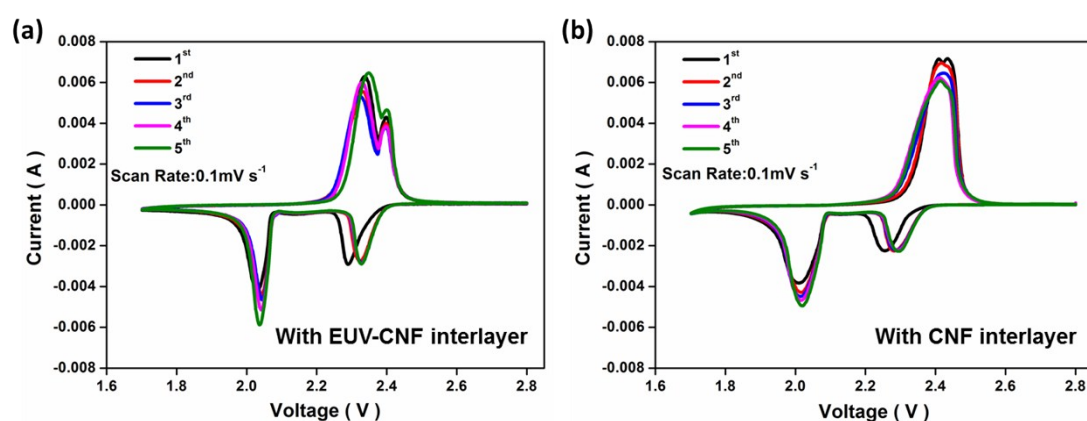 (a)
0.008
0.006
0.004
0.002
0.000
-0.002
-0.004
-0.006
-0.008
Current ( A )
1st
2nd
3rd
4th
5th
Scan Rate:0.1mV s-1
With EUV-CNF interlayer
1.6 1.8 2.0 2.2 2.4 2.6 2.8
Voltage ( V )
(b)
0.008
0.006
0.004
0.002
0.000
-0.002
-0.004
-0.006
-0.008
Current ( A )
1st
2nd
3rd
4th
5th
Scan Rate:0.1mV s-1
With CNF interlayer
1.6 1.8 2.0 2.2 2.4 2.6 2.8
Voltage ( V )